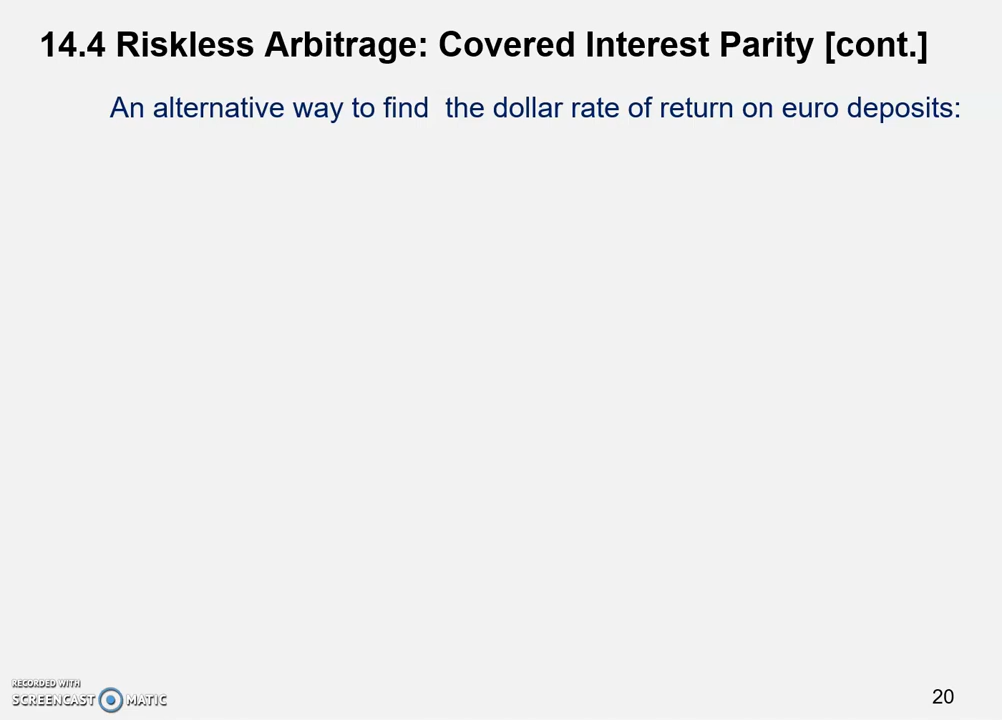 14.4 Riskless Arbitrage: Covered Interest Parity [cont.]
An alternative way to find  the dollar rate of return on euro deposits:
RECORDED WITH
SCREENCAST MATIC
20